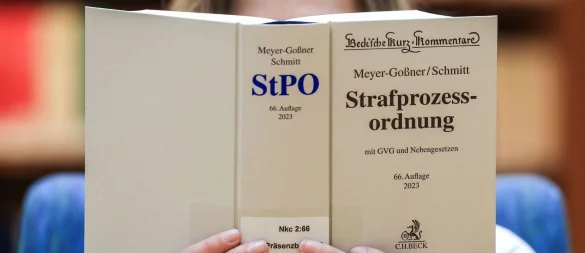 Meyer-Goßner
Schmitt
StPO
66. Auflage
2023
Nkc 2:66
Präsenzb
Beck'sche Kurz-Kommentare
Meyer-Goßner/Schmitt
Strafprozess-
ordnung
mit GVG und Nebengesetzen
66. Auflage
2023
C.H.BECK